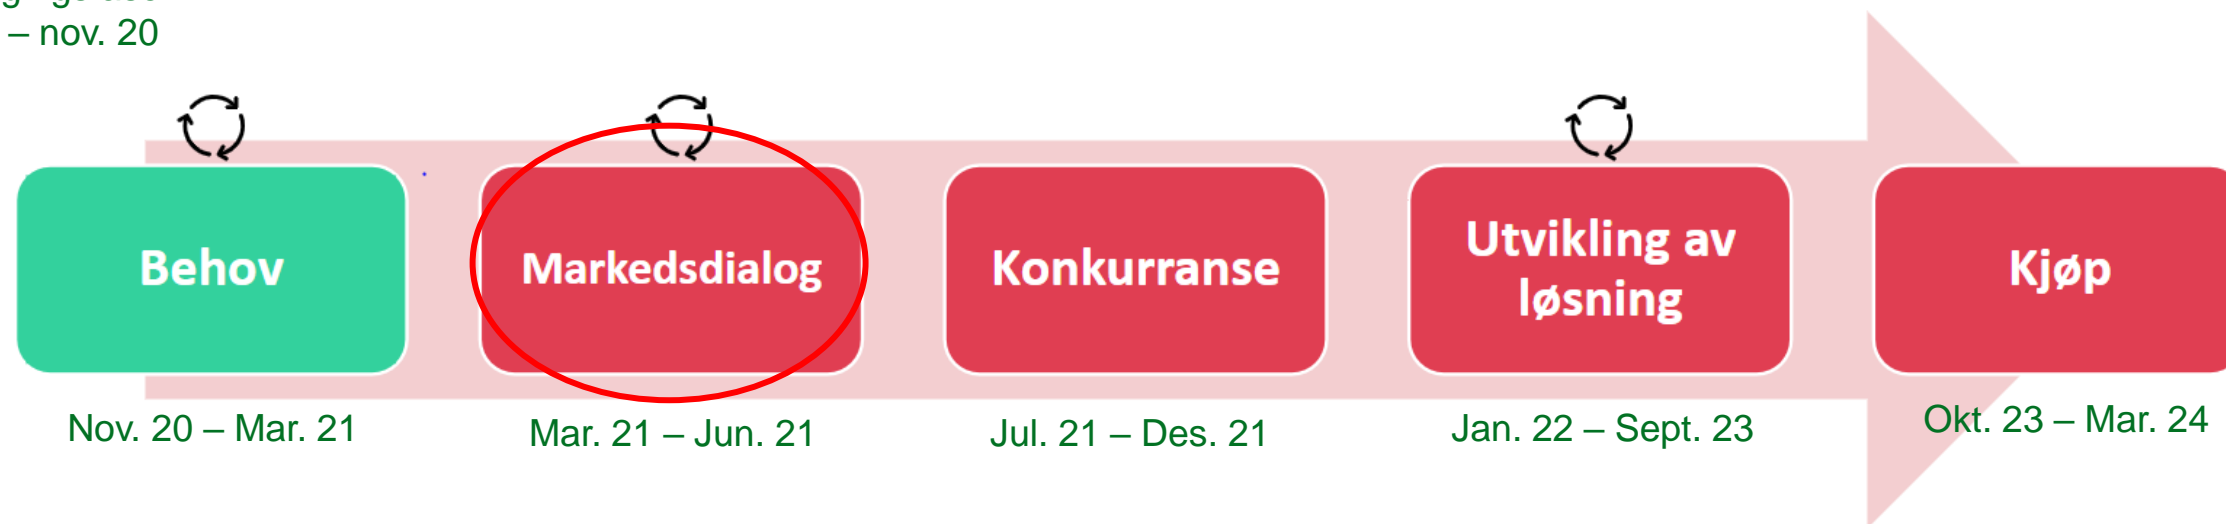 – nov. 20
Behov
Markedsdialog
Konkurranse
Utvikling av
løsning
Kjøp
Nov. 20 – Mar. 21
Mar. 21 – Jun. 21
Jul. 21 – Des. 21
Jan. 22 – Sept. 23
Okt. 23 – Mar. 24